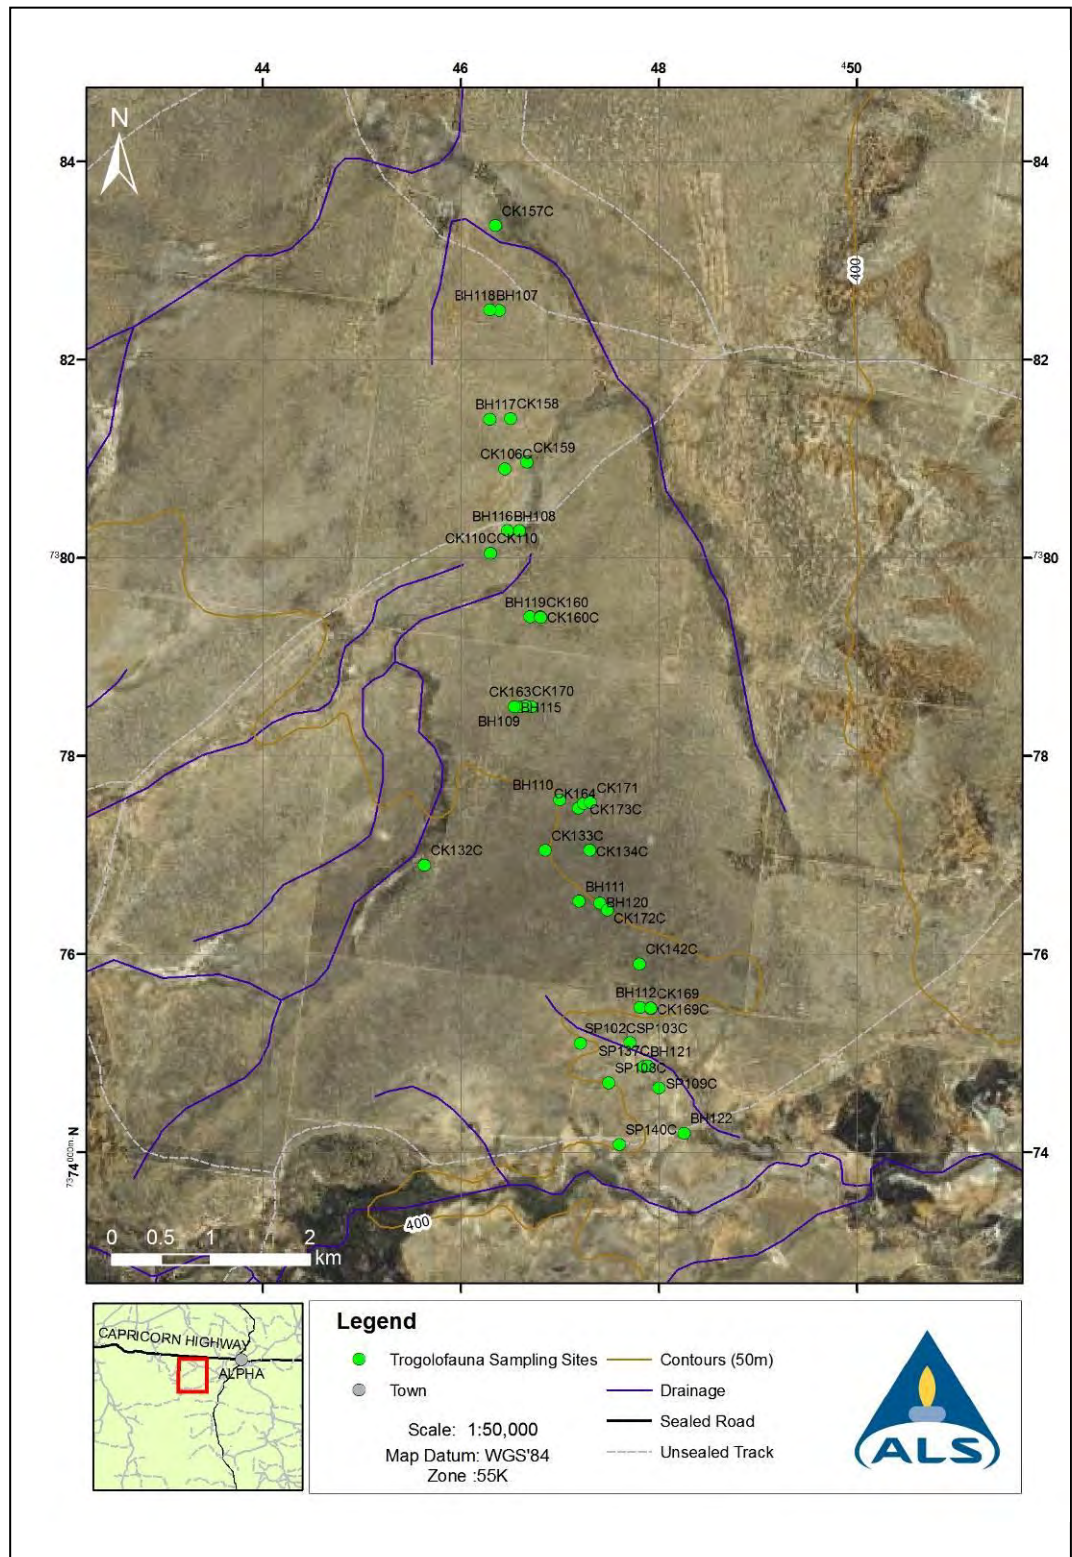 44 46 48 450
N
84 84
CK157C
400
BH118BH107
82 82
BH117CK158
CK159
CK106C
BH116BH108
CK110CCK110
7380 7380
BH119CK160
CK160C
CK163CK170
BH115
BH109
78 78
BH110 CK171
CK164
CK173C
CK133C
CK132C CK134C
BH111
BH120
CK172C
76 76
CK142C
BH112CK169
CK169C
SP102CSP103C
SP137CBH121
SP108C
SP109C
BH122
SP140C
7374000m. N 74
400
0 0.5 1 2
km
CAPRICORN HIGHWAY
ALPHA
Legend
Trogolofauna Sampling Sites
Town
Contours (50m)
Drainage
Sealed Road
Unsealed Track
Scale: 1:50,000
Map Datum: WGS'84
Zone :55K
ALS